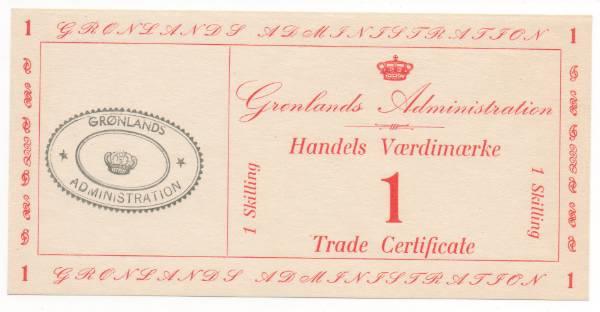 1 GRØNLANDS ADMINISTRATION 1
GRØNLANDS
ADMINISTRATION
Grønlands Administration
Handels Værdimærke
1 Skilling
1
1 Skilling
Trade Certificate
1 GRØNLANDS ADMINISTRATION 1